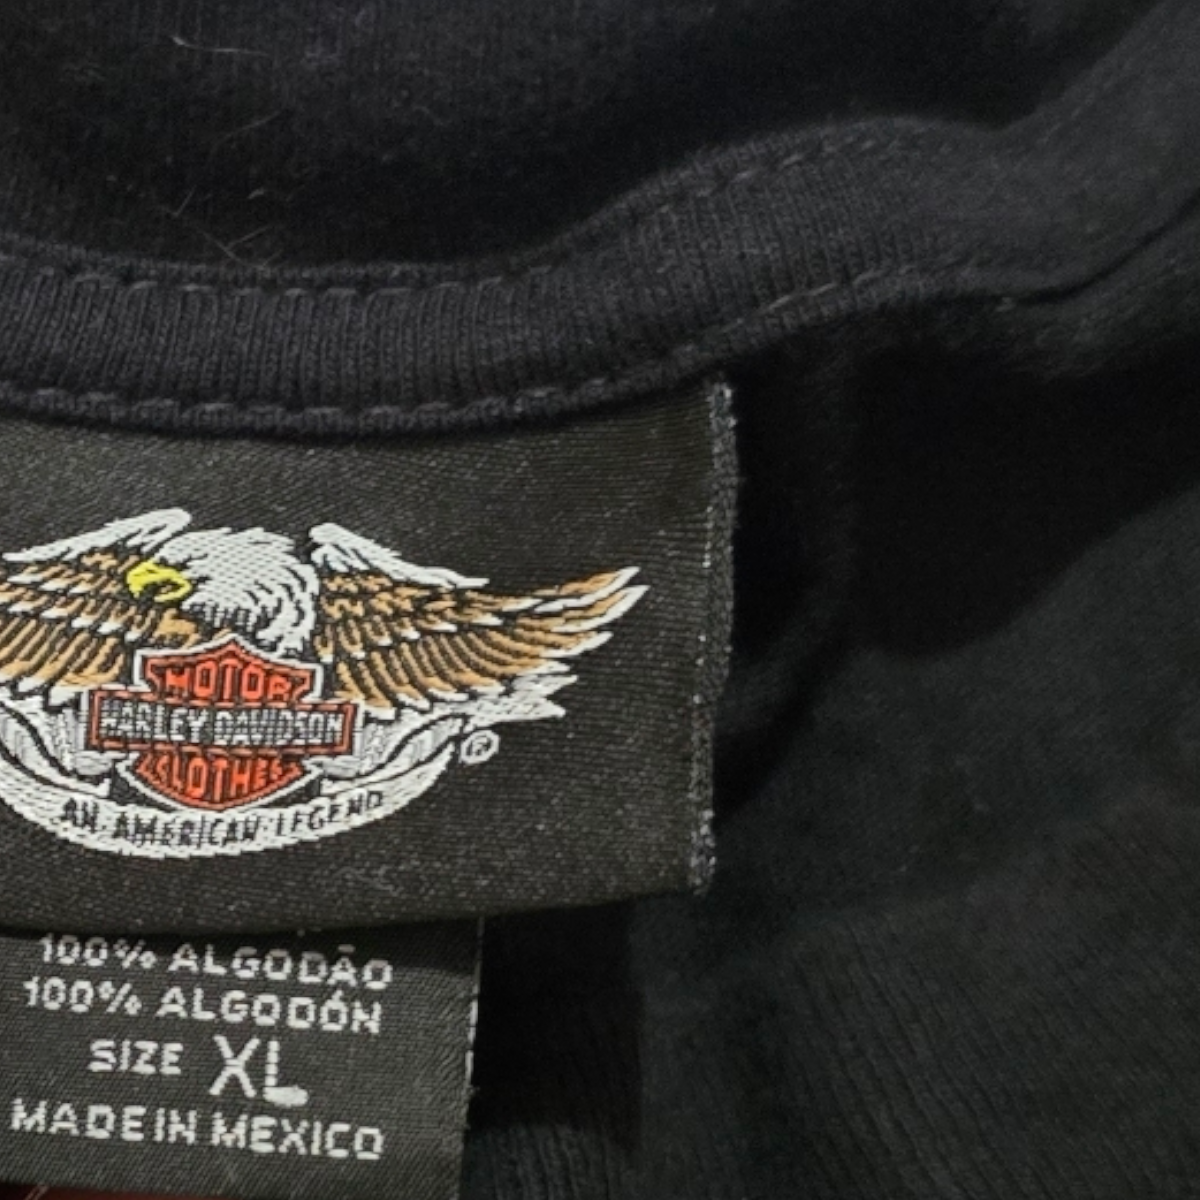 MOTOR
HARLEY-DAVIDSON
CLOTHES
AN AMERICAN LEGEND
®
100% ALGODÃO
100% ALGODÓN
SIZE XL
MADE IN MEXICO